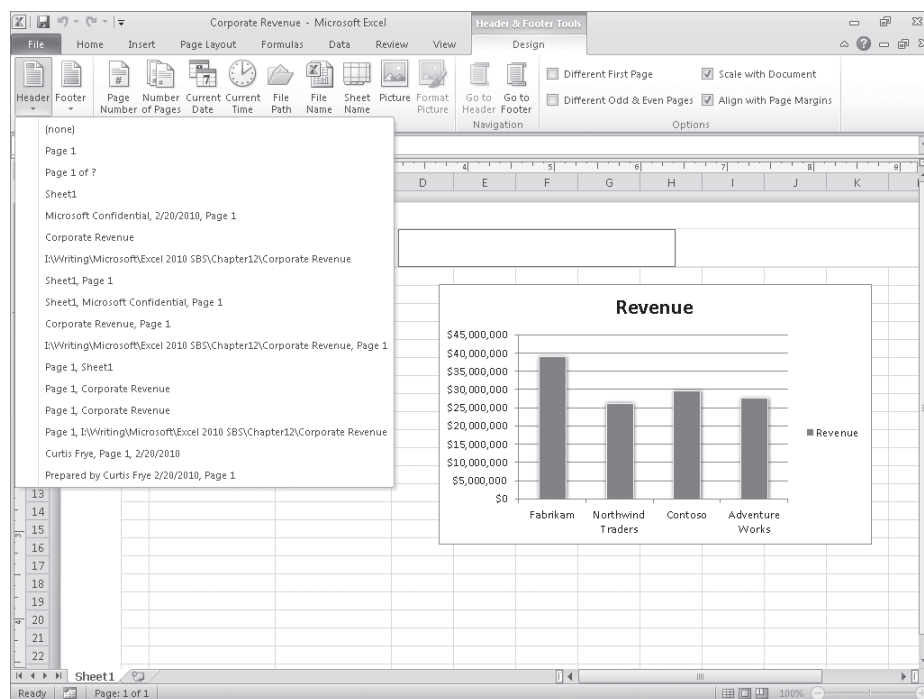 Corporate Revenue - Microsoft Excel
Header & Footer Tools
File Home Insert Page Layout Formulas Data Review View Design
Header Footer
Page Number
Number of Pages
Current Date
Current Time
File Path
File Name
Sheet Name
Picture
Format Picture
Go to Header
Go to Footer
Navigation
Different First Page
Different Odd & Even Pages
Scale with Document
Align with Page Margins
Options
(none)
Page 1
Page 1 of ?
Sheet1
Microsoft Confidential, 2/20/2010, Page 1
Corporate Revenue
I:\Writing\Microsoft\Excel 2010 SBS\Chapter12\Corporate Revenue
Sheet1, Page 1
Sheet1, Microsoft Confidential, Page 1
Corporate Revenue, Page 1
I:\Writing\Microsoft\Excel 2010 SBS\Chapter12\Corporate Revenue, Page 1
Page 1, Sheet1
Page 1, Corporate Revenue
Page 1, Corporate Revenue
Page 1, I:\Writing\Microsoft\Excel 2010 SBS\Chapter12\Corporate Revenue
Curtis Frye, Page 1, 2/20/2010
Prepared by Curtis Frye 2/20/2010, Page 1
4 5 6 7 8 9
D E F G H I J K
Revenue
$45,000,000
$40,000,000
$35,000,000
$30,000,000
$25,000,000
$20,000,000
$15,000,000
$10,000,000
$5,000,000
$0
Fabrikam
Northwind Traders
Contoso
Adventure Works
Revenue
13
14
15
16
17
18
19
20
21
22
Sheet1
Ready
Page: 1 of 1
100%